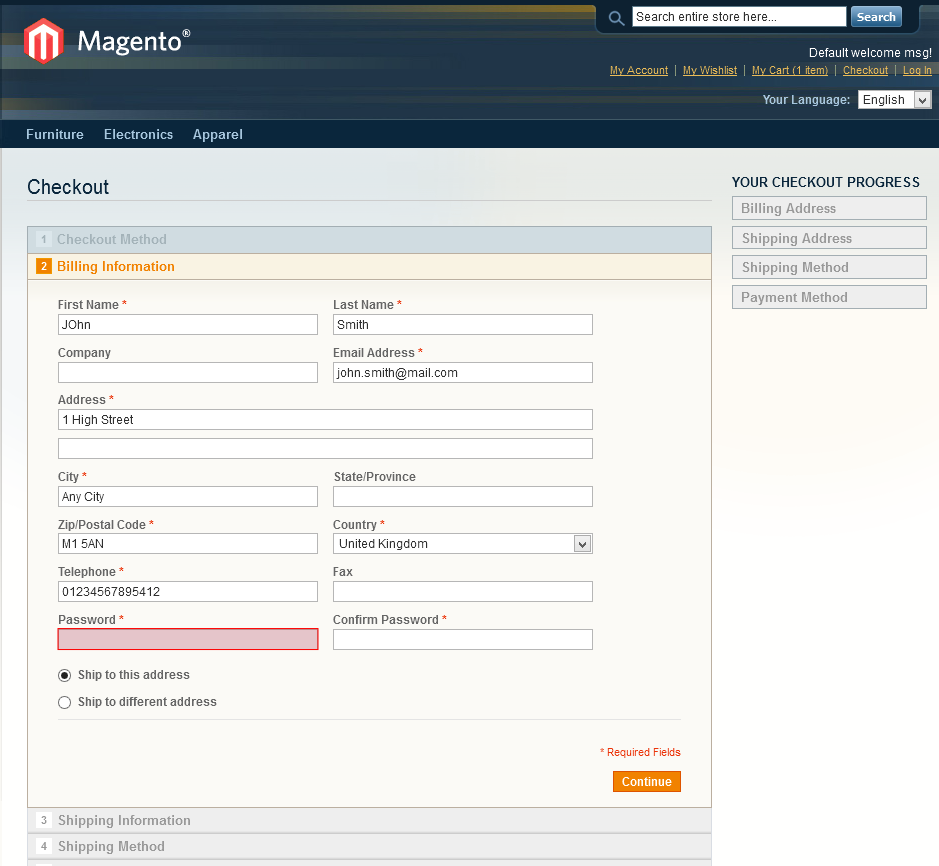 Search entire store here...
Search
Magento®
Default welcome msg!
My Account | My Wishlist | My Cart (1 item) | Checkout | Log In
Your Language: English
Furniture Electronics Apparel
Checkout
1 Checkout Method
2 Billing Information
First Name * Last Name *
JOhn Smith
Company Email Address *
john.smith@mail.com
Address *
1 High Street
City * State/Province
Any City
Zip/Postal Code * Country *
M1 5AN United Kingdom
Telephone * Fax
01234567895412
Password * Confirm Password *
Ship to this address
Ship to different address
* Required Fields
Continue
3 Shipping Information
4 Shipping Method
YOUR CHECKOUT PROGRESS
Billing Address
Shipping Address
Shipping Method
Payment Method